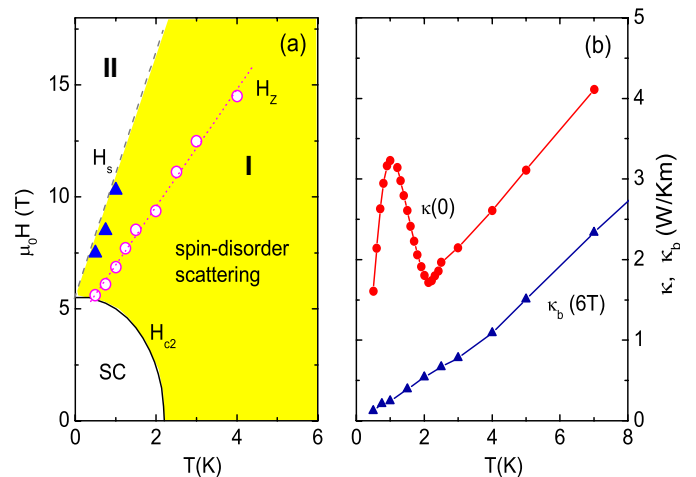 (a)
II
H_Z
H_s
I
μ₀H (T)
spin-disorder
scattering
H_c2
SC
15
10
5
0
0
2
4
6
T(K)
(b)
κ(0)
κ_b (6T)
κ, κ_b (W/Km)
5
4
3
2
1
0
0
2
4
6
8
T(K)